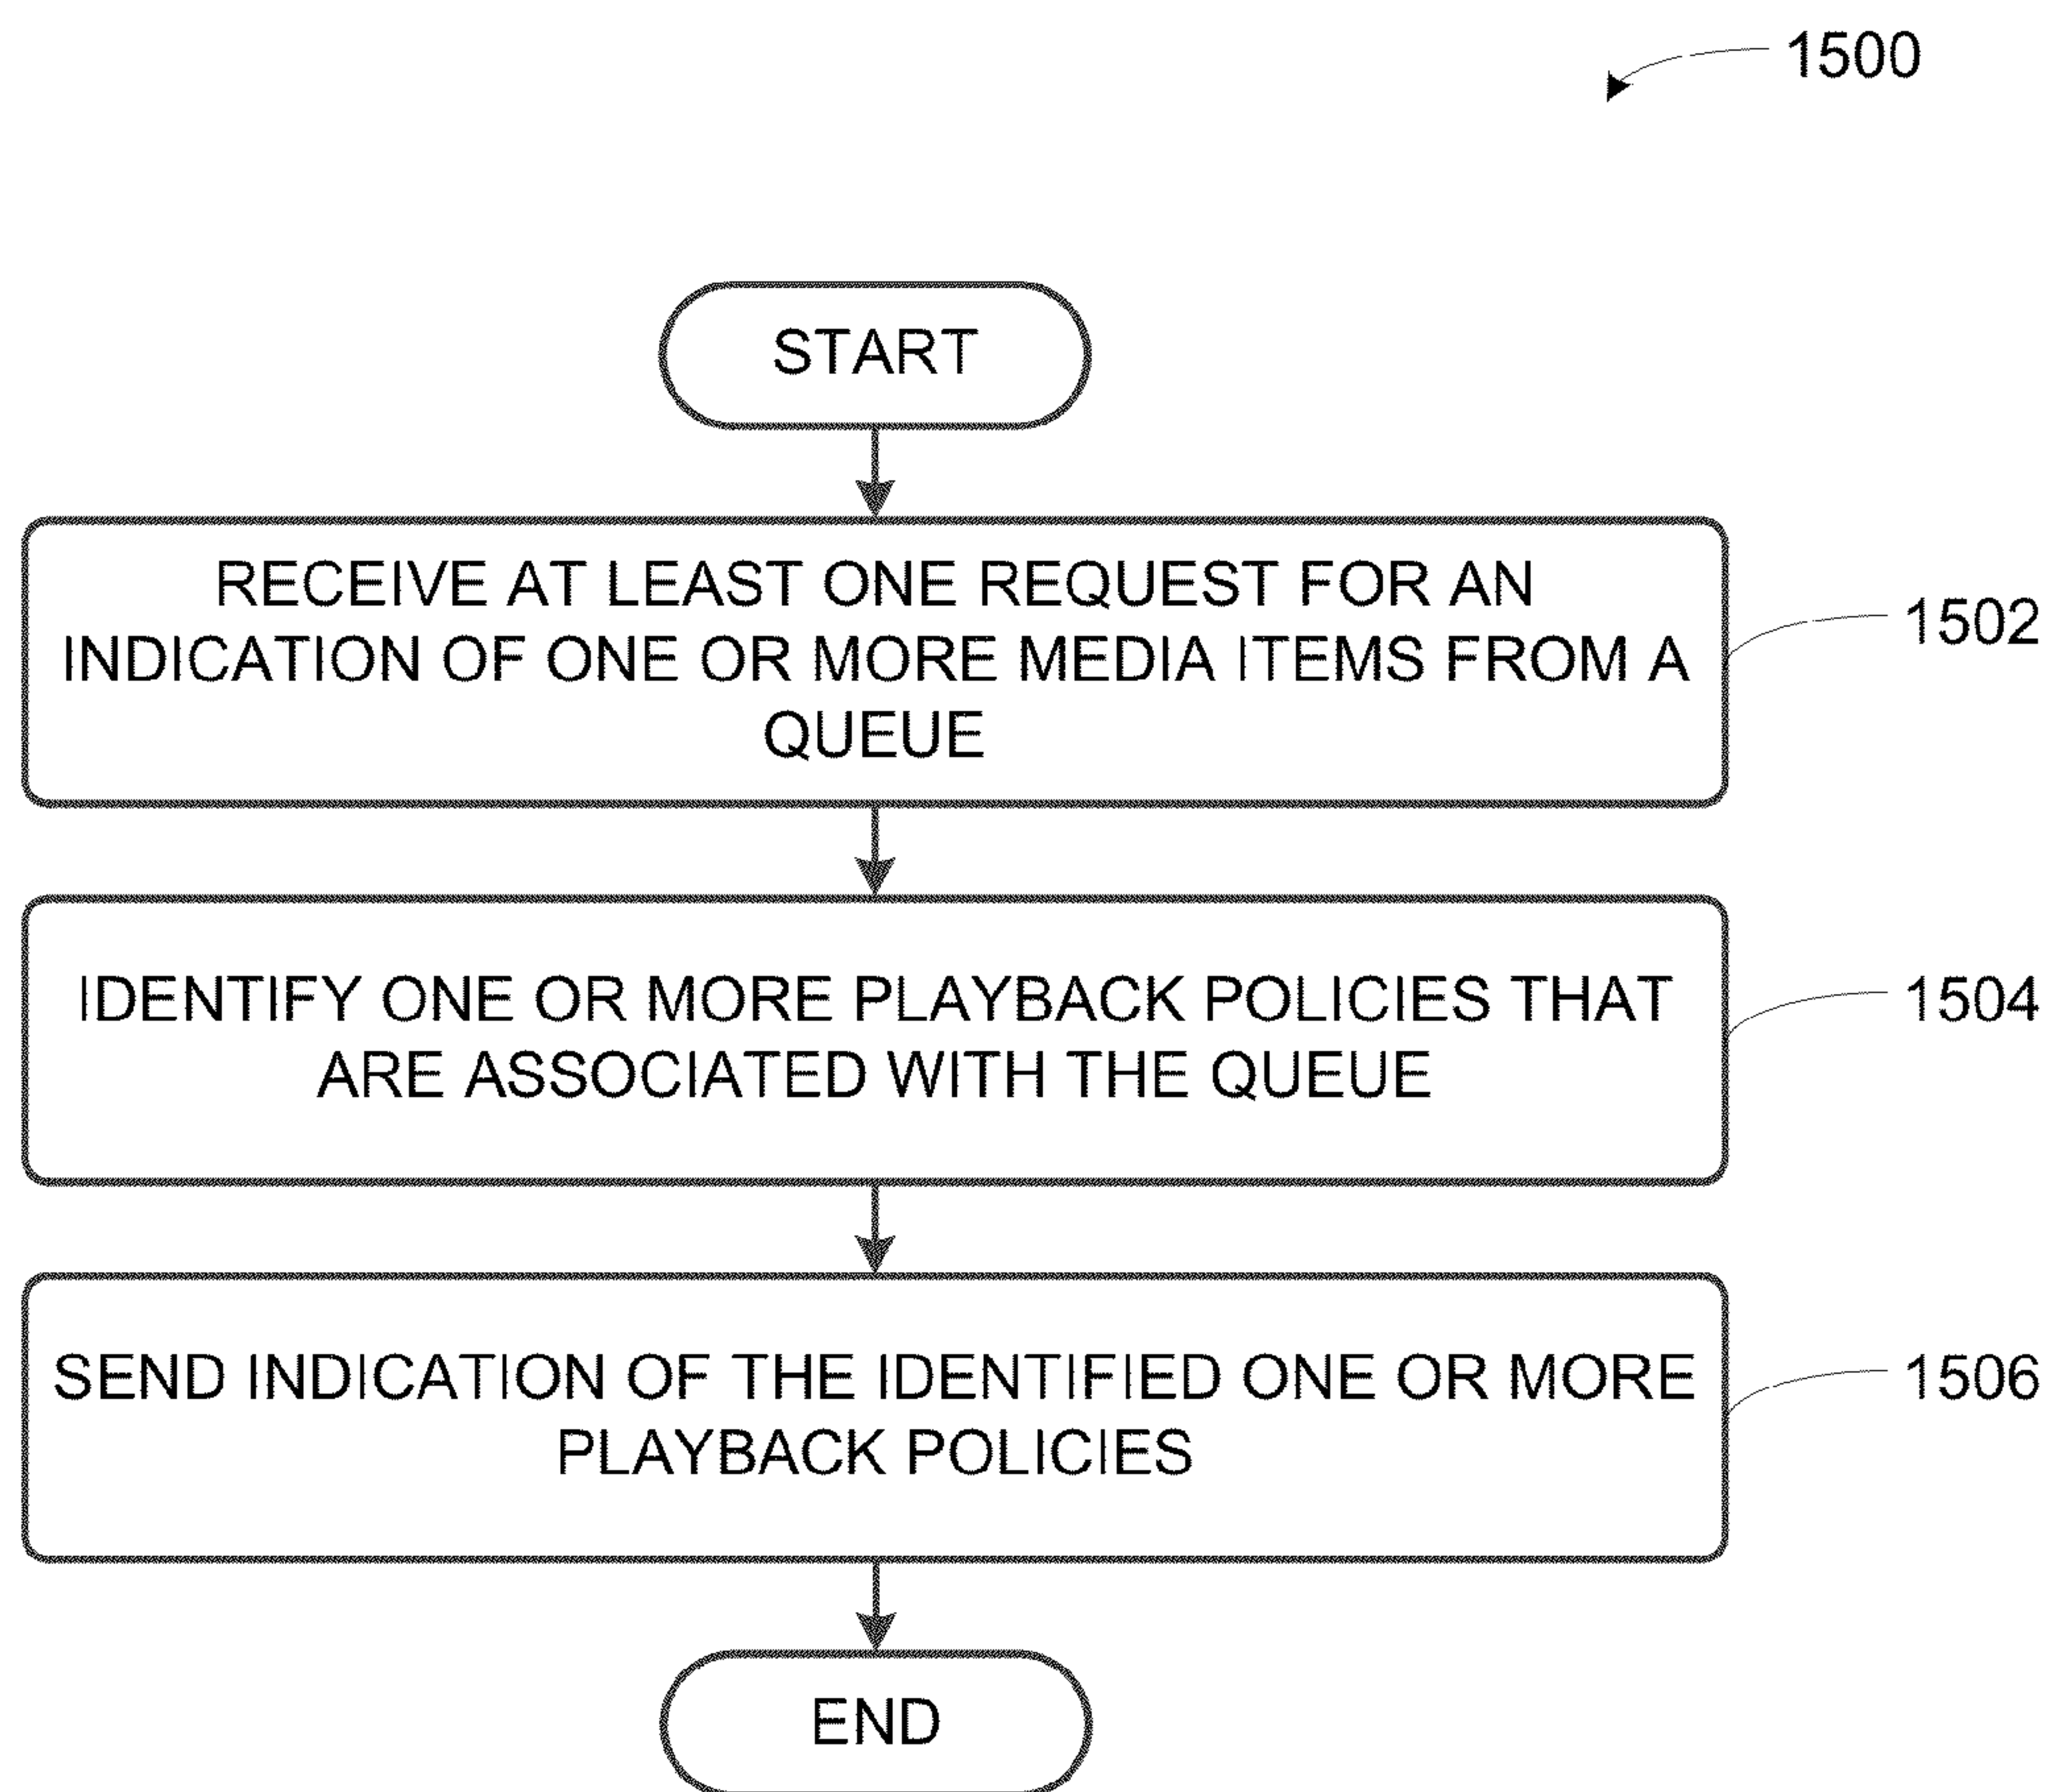 1500
START
RECEIVE AT LEAST ONE REQUEST FOR AN
INDICATION OF ONE OR MORE MEDIA ITEMS FROM A
QUEUE
1502
IDENTIFY ONE OR MORE PLAYBACK POLICIES THAT
ARE ASSOCIATED WITH THE QUEUE
1504
SEND INDICATION OF THE IDENTIFIED ONE OR MORE
PLAYBACK POLICIES
1506
END